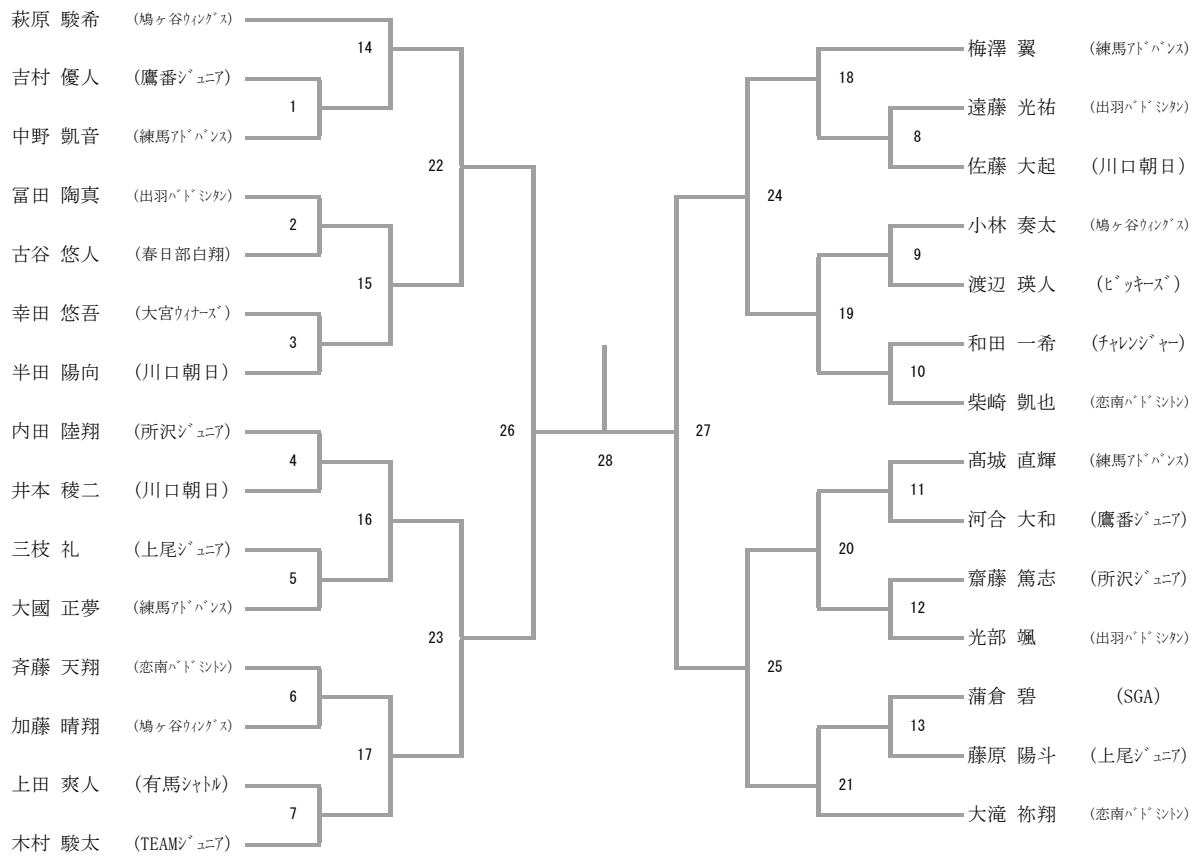 萩原 駿希 (鳩ヶ谷ウィングス)
14
吉村 優人 (鷹番ジュニア)
1
中野 凱音 (練馬アドバンス)
22
冨田 陶真 (出羽バドミンタン)
2
古谷 悠人 (春日部白翔)
15
幸田 悠吾 (大宮ウィナーズ)
3
半田 陽向 (川口朝日)
26
内田 陸翔 (所沢ジュニア)
4
井本 稜二 (川口朝日)
16
三枝 礼 (上尾ジュニア)
5
大國 正夢 (練馬アドバンス)
23
斉藤 天翔 (恋南バドミントン)
6
加藤 晴翔 (鳩ヶ谷ウィングス)
17
上田 爽人 (有馬シャトル)
7
木村 駿太 (TEAMジュニア)
28
梅澤 翼 (練馬アドバンス)
18
遠藤 光祐 (出羽バドミンタン)
8
佐藤 大起 (川口朝日)
24
小林 奏太 (鳩ヶ谷ウィングス)
9
渡辺 瑛人 (ビッキーズ)
19
和田 一希 (チャレンジャー)
10
柴崎 凱也 (恋南バドミントン)
27
髙城 直輝 (練馬アドバンス)
11
河合 大和 (鷹番ジュニア)
20
齋藤 篤志 (所沢ジュニア)
12
光部 颯 (出羽バドミンタン)
25
蒲倉 碧 (SGA)
13
藤原 陽斗 (上尾ジュニア)
21
大滝 祢翔 (恋南バドミントン)